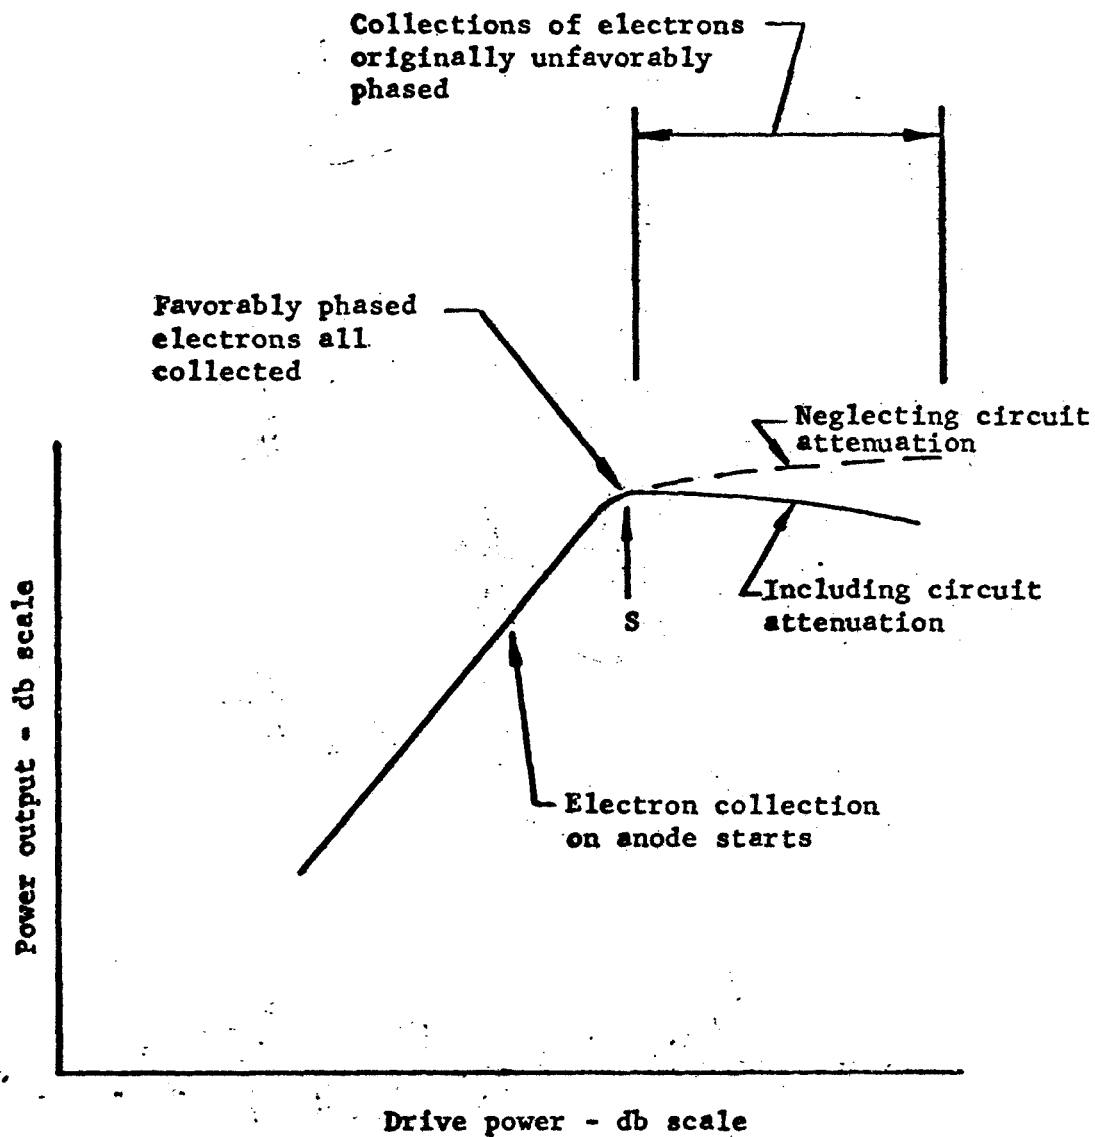 Collections of electrons
originally unfavorably
phased
Favorably phased
electrons all
collected
Neglecting circuit
attenuation
Including circuit
attenuation
S
Electron collection
on anode starts
Power output - db scale
Drive power - db scale